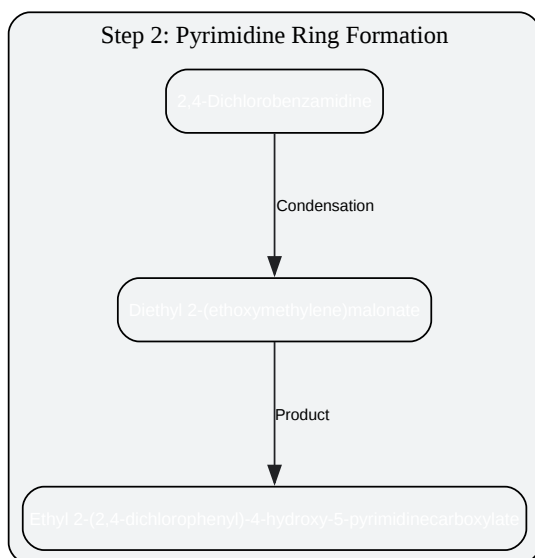 Step 2: Pyrimidine Ring Formation
2,4-Dichlorobenzamidine
Condensation
Diethyl 2-(ethoxymethylene)malonate
Product
Ethyl 2-(2,4-dichlorophenyl)-4-hydroxy-5-pyrimidinecarboxylate